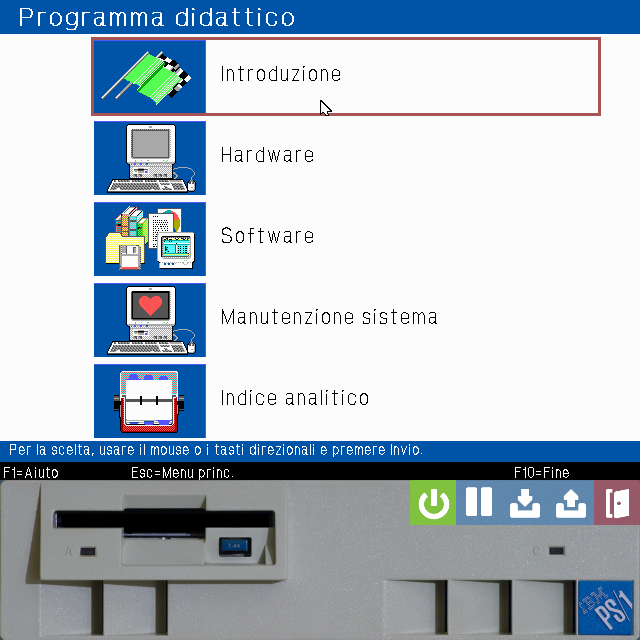 Programma didattico
Introduzione
Hardware
Software
Manutenzione sistema
Indice analitico
Per la scelta, usare il mouse o i tasti direzionali e premere Invio.
F1=Aiuto Esc=Menu princ. F10=Fine
A
C
IBM
PS/1